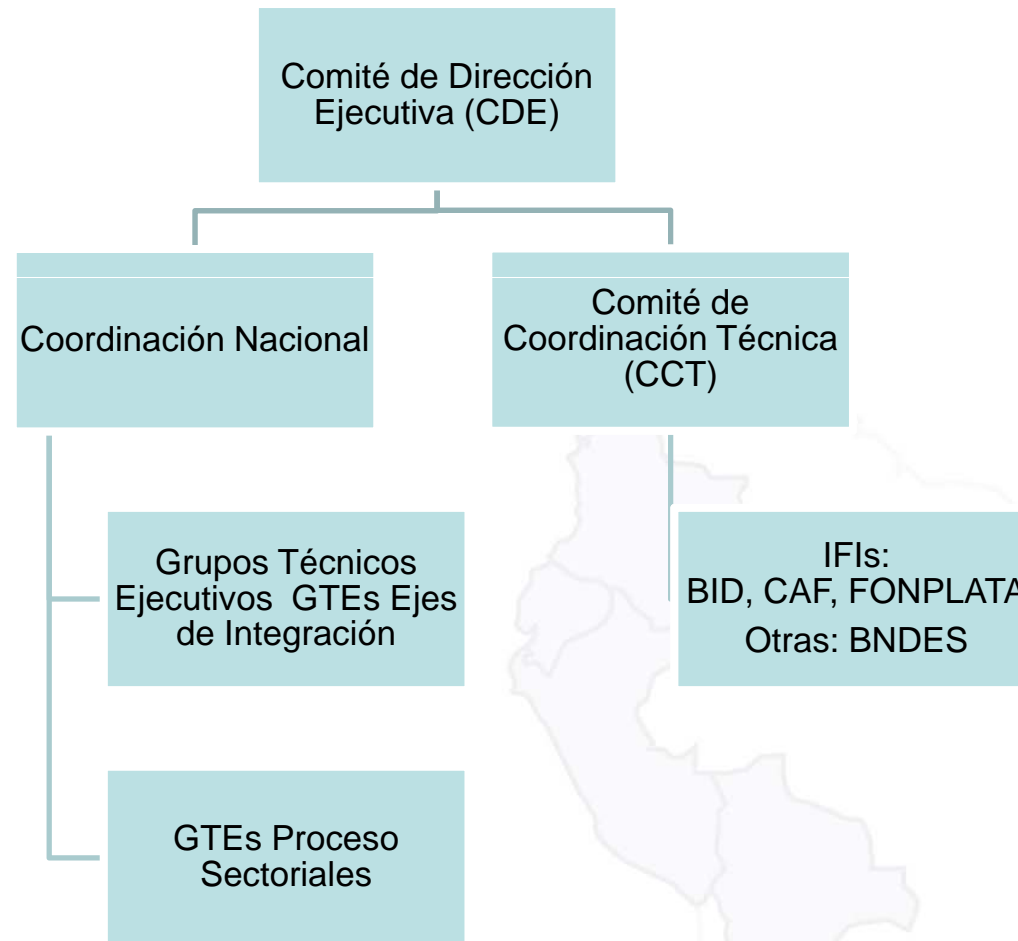 Comité de Dirección
Ejecutiva (CDE)
Coordinación Nacional
Comité de
Coordinación Técnica
(CCT)
Grupos Técnicos
Ejecutivos  GTEs Ejes
de Integración
IFIs:
BID, CAF, FONPLATA
Otras: BNDES
GTEs Proceso
Sectoriales